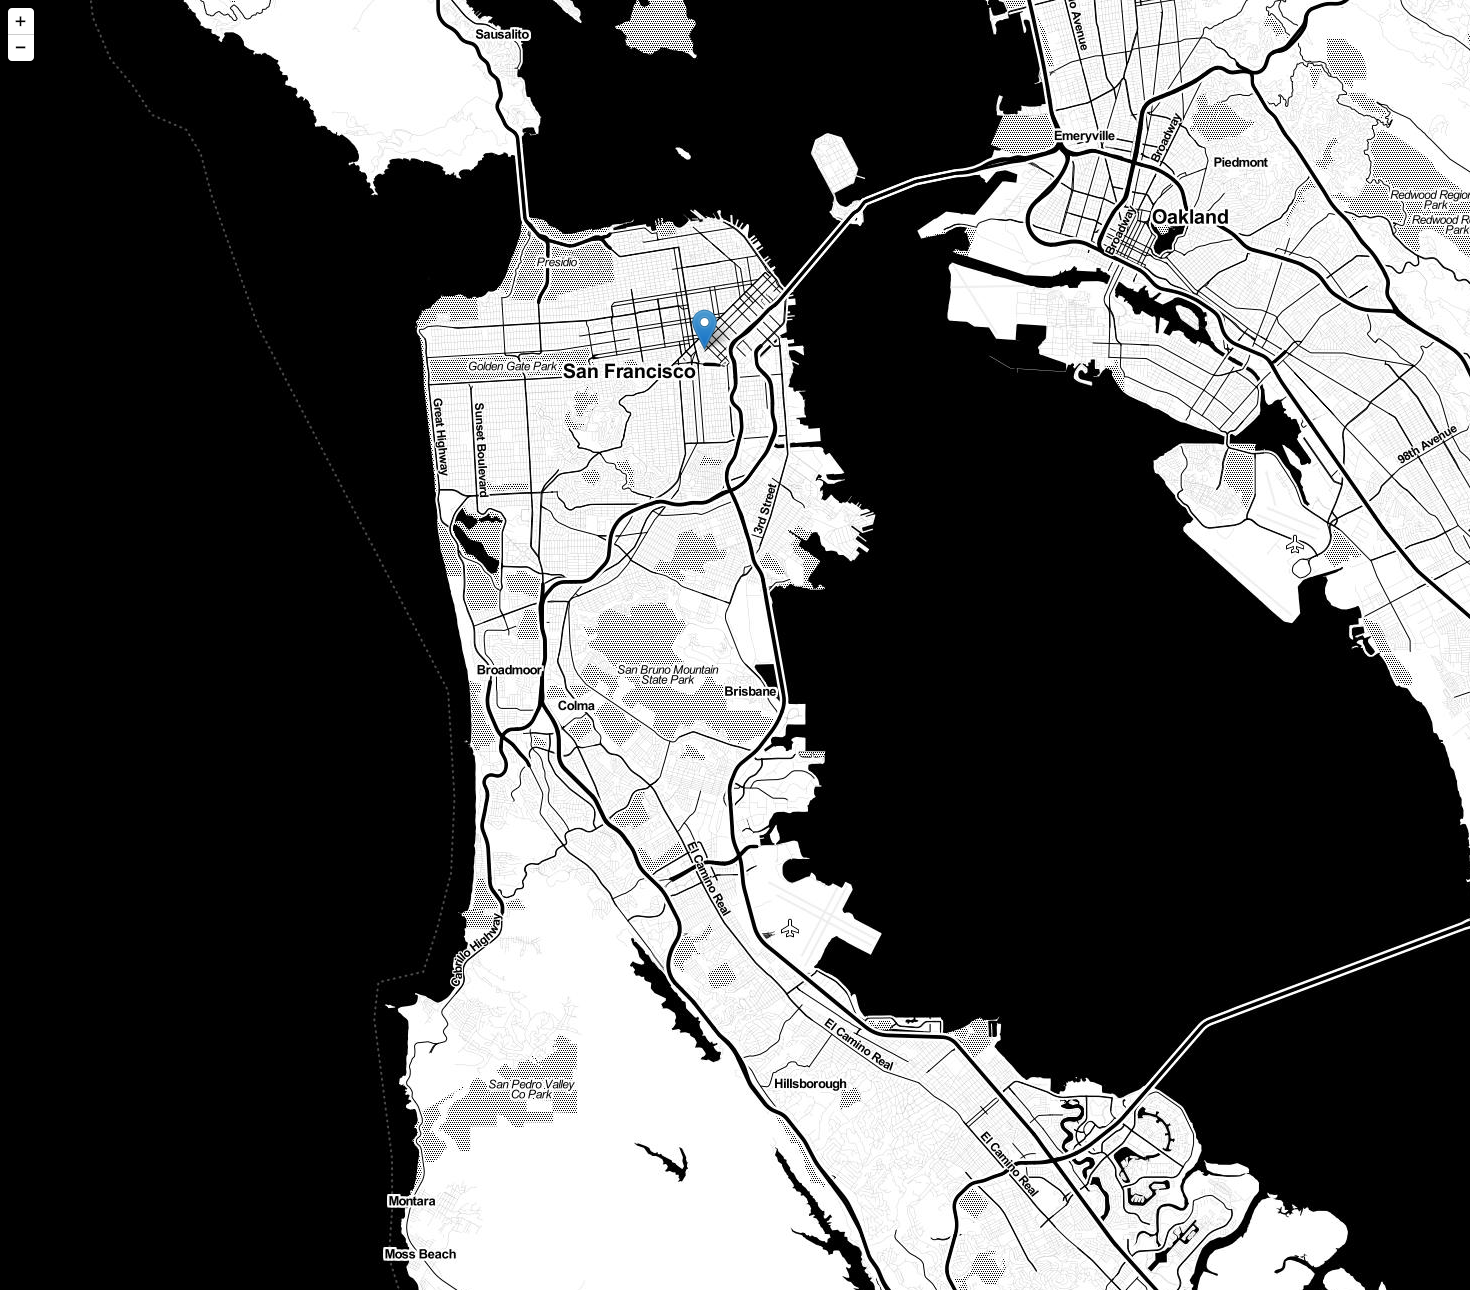 +
−
Sausalito
io Avenue
Emeryville
Broadway
Piedmont
Redwood Region
Park
Redwood R
Park
Oakland
Broadway
Presidio
Golden Gate Park
San Francisco
Great Highway
Sunset Boulevard
98th Avenue
3rd Street
Broadmoor
San Bruno Mountain
State Park
Brisbane
Colma
El Camino Real
Cabrillo Highway
El Camino Real
San Pedro Valley
Co Park
Hillsborough
El Camino Real
Montara
Moss Beach